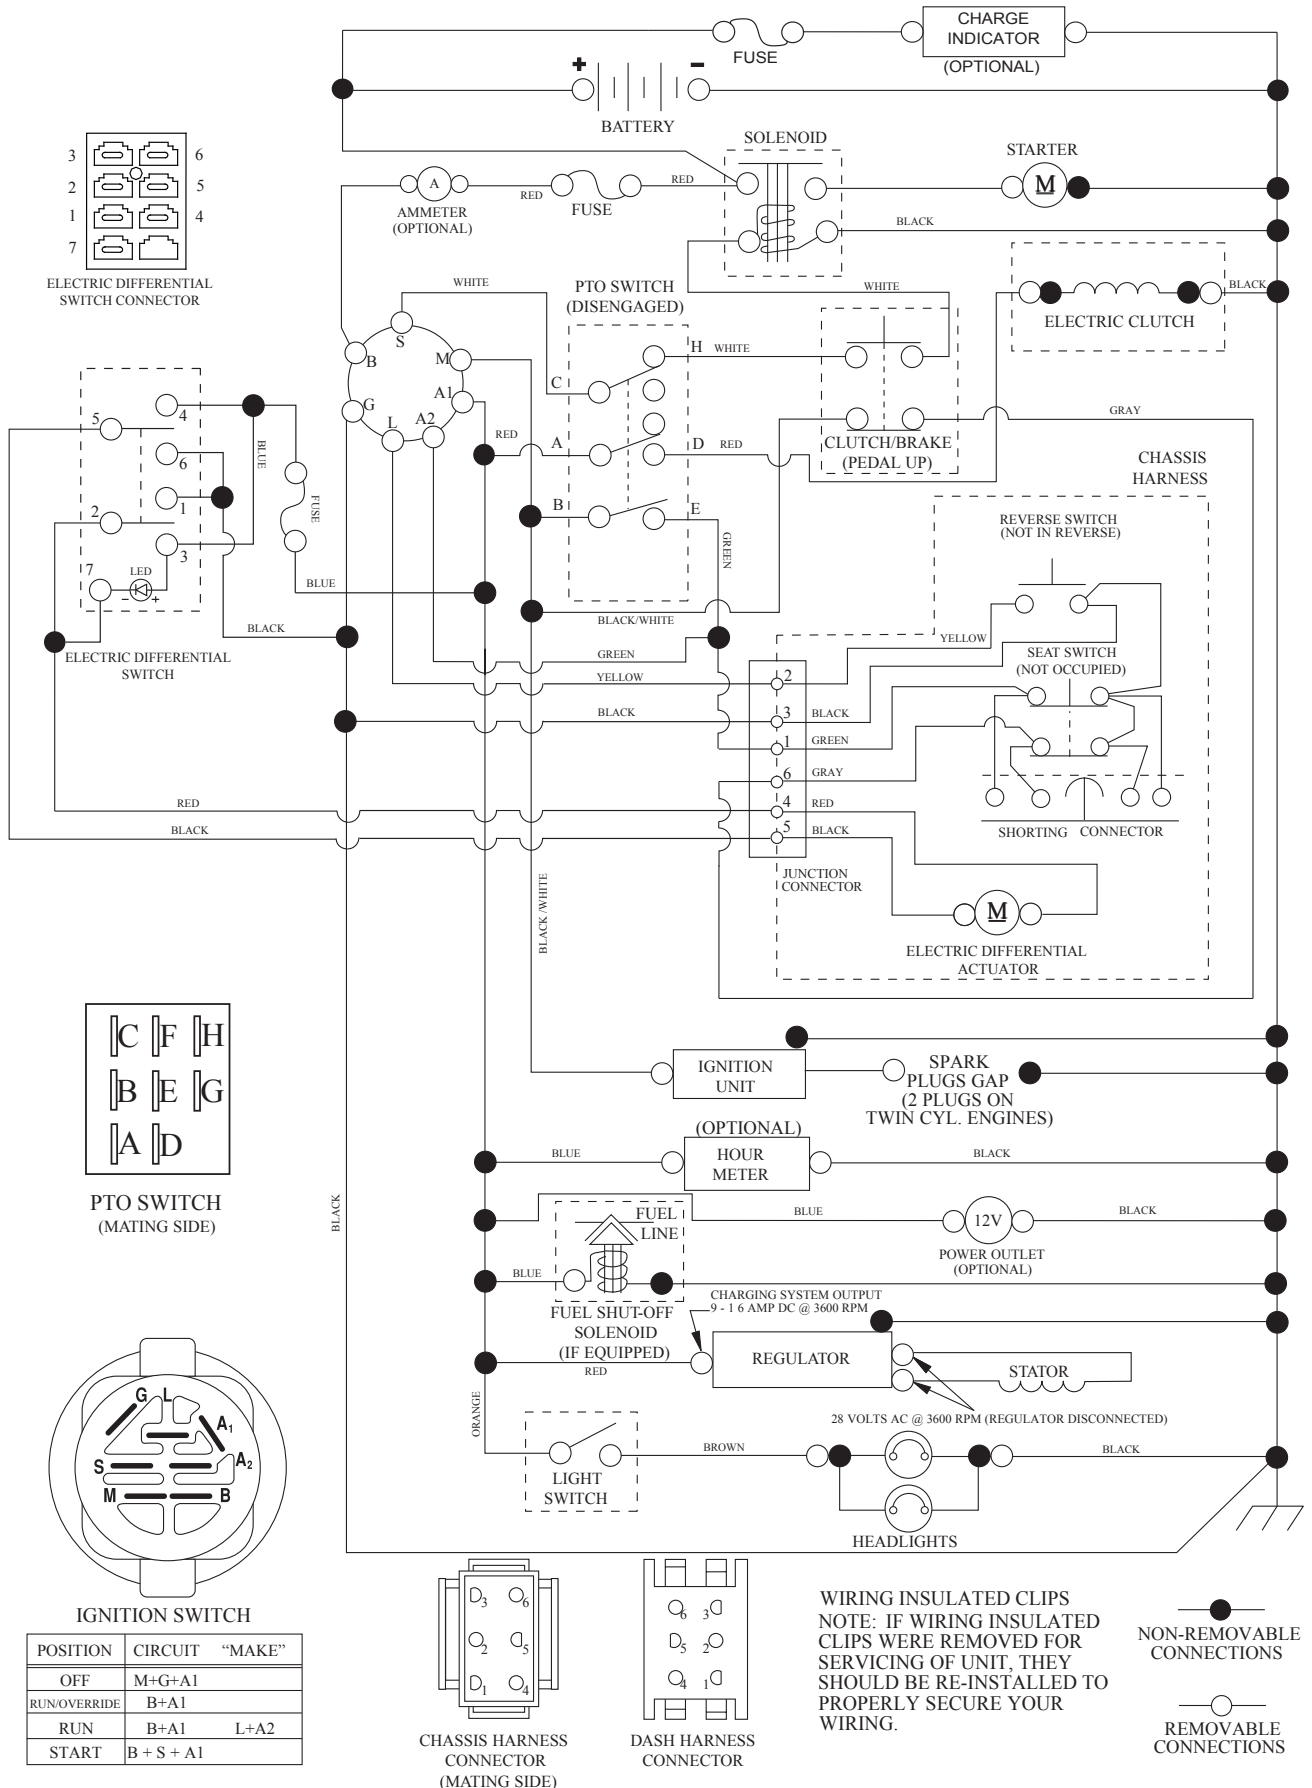 CHARGE
INDICATOR
(OPTIONAL)
FUSE
+
-
BATTERY
SOLENOID
STARTER
M
3
6
2
5
1
4
7
ELECTRIC DIFFERENTIAL
SWITCH CONNECTOR
A
AMMETER
(OPTIONAL)
RED
FUSE
RED
BLACK
WHITE
PTO SWITCH
(DISENGAGED)
WHITE
BLACK
ELECTRIC CLUTCH
S
B
M
G
A1
L
A2
C
H
WHITE
RED
A
D
RED
B
E
CLUTCH/BRAKE
(PEDAL UP)
GRAY
CHASSIS
HARNESS
5
4
6
1
2
3
7
LED
-
+
BLUE
FUSE
BLUE
BLACK
ELECTRIC DIFFERENTIAL
SWITCH
GREEN
BLACK/WHITE
GREEN
YELLOW
BLACK
REVERSE SWITCH
(NOT IN REVERSE)
YELLOW
SEAT SWITCH
(NOT OCCUPIED)
2
3
BLACK
1
GREEN
6
GRAY
4
RED
5
BLACK
RED
BLACK
SHORTING CONNECTOR
JUNCTION
CONNECTOR
M
ELECTRIC DIFFERENTIAL
ACTUATOR
BLACK /WHITE
C F H
B E G
A D
PTO SWITCH
(MATING SIDE)
IGNITION
UNIT
SPARK
PLUGS GAP
(2 PLUGS ON
TWIN CYL. ENGINES)
(OPTIONAL)
HOUR
METER
BLUE
BLACK
BLACK
FUEL
LINE
BLUE
12V
BLACK
POWER OUTLET
(OPTIONAL)
BLUE
FUEL SHUT-OFF
SOLENOID
(IF EQUIPPED)
CHARGING SYSTEM OUTPUT
9 - 1 6 AMP DC @ 3600 RPM
RED
REGULATOR
STATOR
28 VOLTS AC @ 3600 RPM (REGULATOR DISCONNECTED)
ORANGE
LIGHT
SWITCH
BROWN
BLACK
HEADLIGHTS
G L
A1
S
A2
M
B
IGNITION SWITCH
POSITION CIRCUIT “MAKE”
OFF M+G+A1
RUN/OVERRIDE B+A1
RUN B+A1 L+A2
START B + S + A1
3 6
2 5
1 4
CHASSIS HARNESS
CONNECTOR
(MATING SIDE)
6 3
5 2
4 1
DASH HARNESS
CONNECTOR
WIRING INSULATED CLIPS
NOTE: IF WIRING INSULATED
CLIPS WERE REMOVED FOR
SERVICING OF UNIT, THEY
SHOULD BE RE-INSTALLED TO
PROPERLY SECURE YOUR
WIRING.
NON-REMOVABLE
CONNECTIONS
REMOVABLE
CONNECTIONS